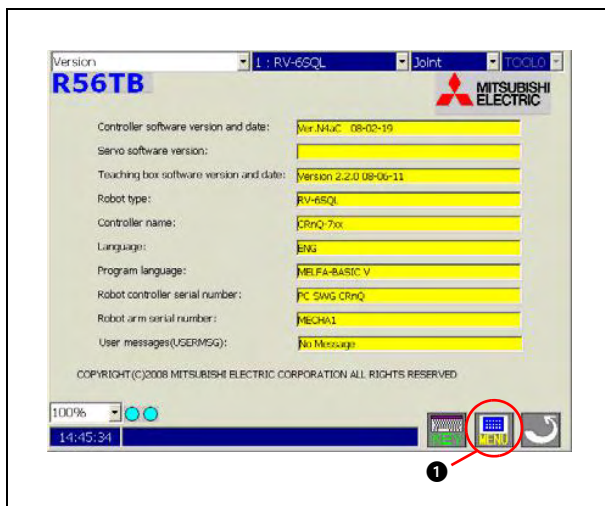 Version 1 : RV-6SQL Joint TOOL0
R56TB
MITSUBISHI
ELECTRIC
Controller software version and date: Ver.N4aC 08-02-19
Servo software version:
Teaching box software version and date: Version 2.2.0 08-06-11
Robot type: RV-6SQL
Controller name: CRnQ-7xx
Language: ENG
Program language: MELFA-BASIC V
Robot controller serial number: PC SWG CRnQ
Robot arm serial number: MECHA1
User messages(USERMSG): No Message
COPYRIGHT(C)2008 MITSUBISHI ELECTRIC CORPORATION ALL RIGHTS RESERVED
100%
14:45:34 KEY MENU
1